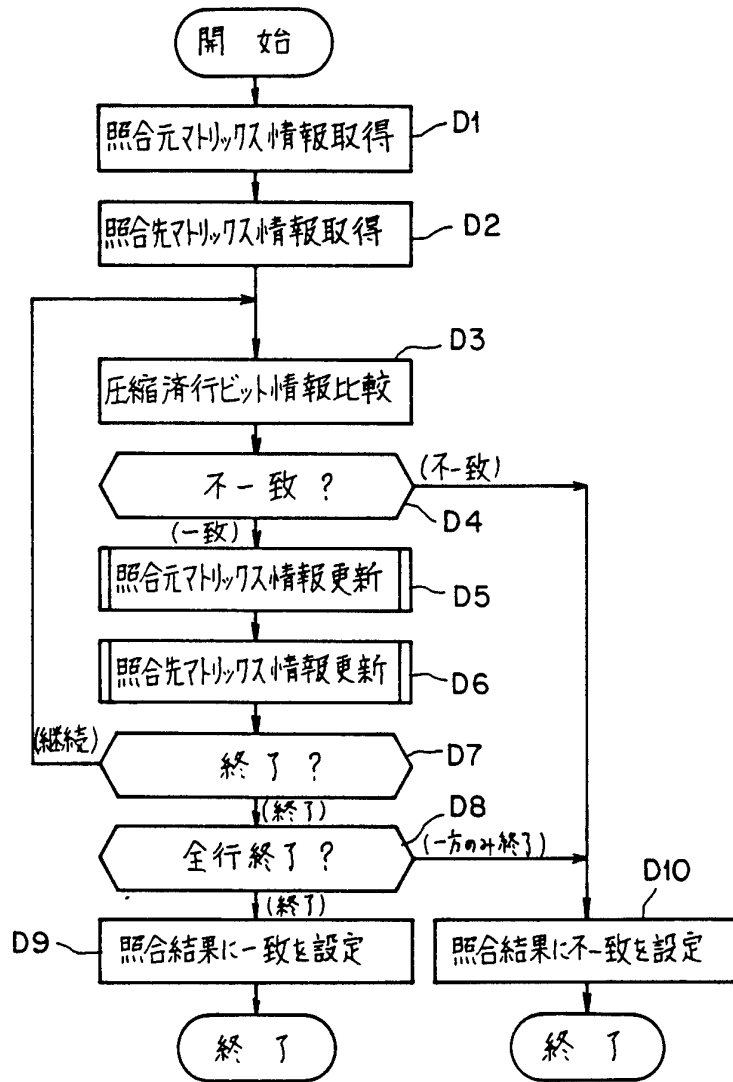 開始
照合元マトリックス情報取得
D1
照合先マトリックス情報取得
D2
D3
圧縮済行ビット情報比較
不一致?
(不一致)
D4
(一致)
照合元マトリックス情報更新
D5
照合先マトリックス情報更新
D6
(継続)
終了?
D7
(終了)
D8
全行終了?
(一方のみ終了)
(終了)
D10
D9
照合結果に一致を設定
照合結果に不一致を設定
終了
終了